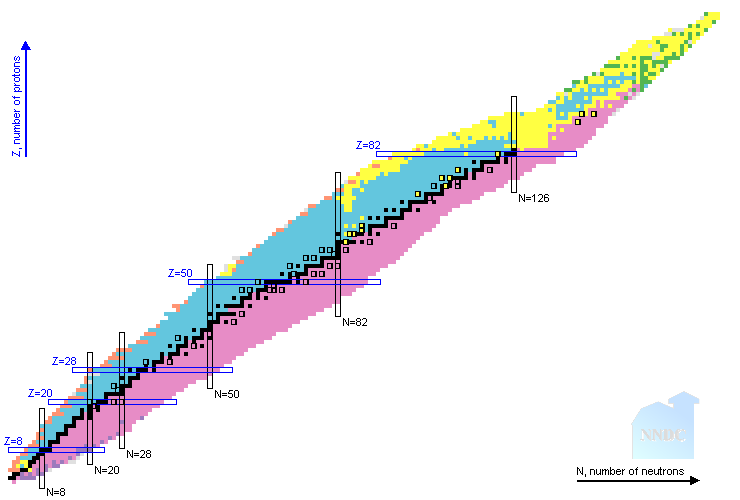 Z, number of protons
Z=82
N=126
Z=50
N=82
Z=28
N=50
Z=20
N=28
Z=8
N=20
N=8
NNDC
N, number of neutrons